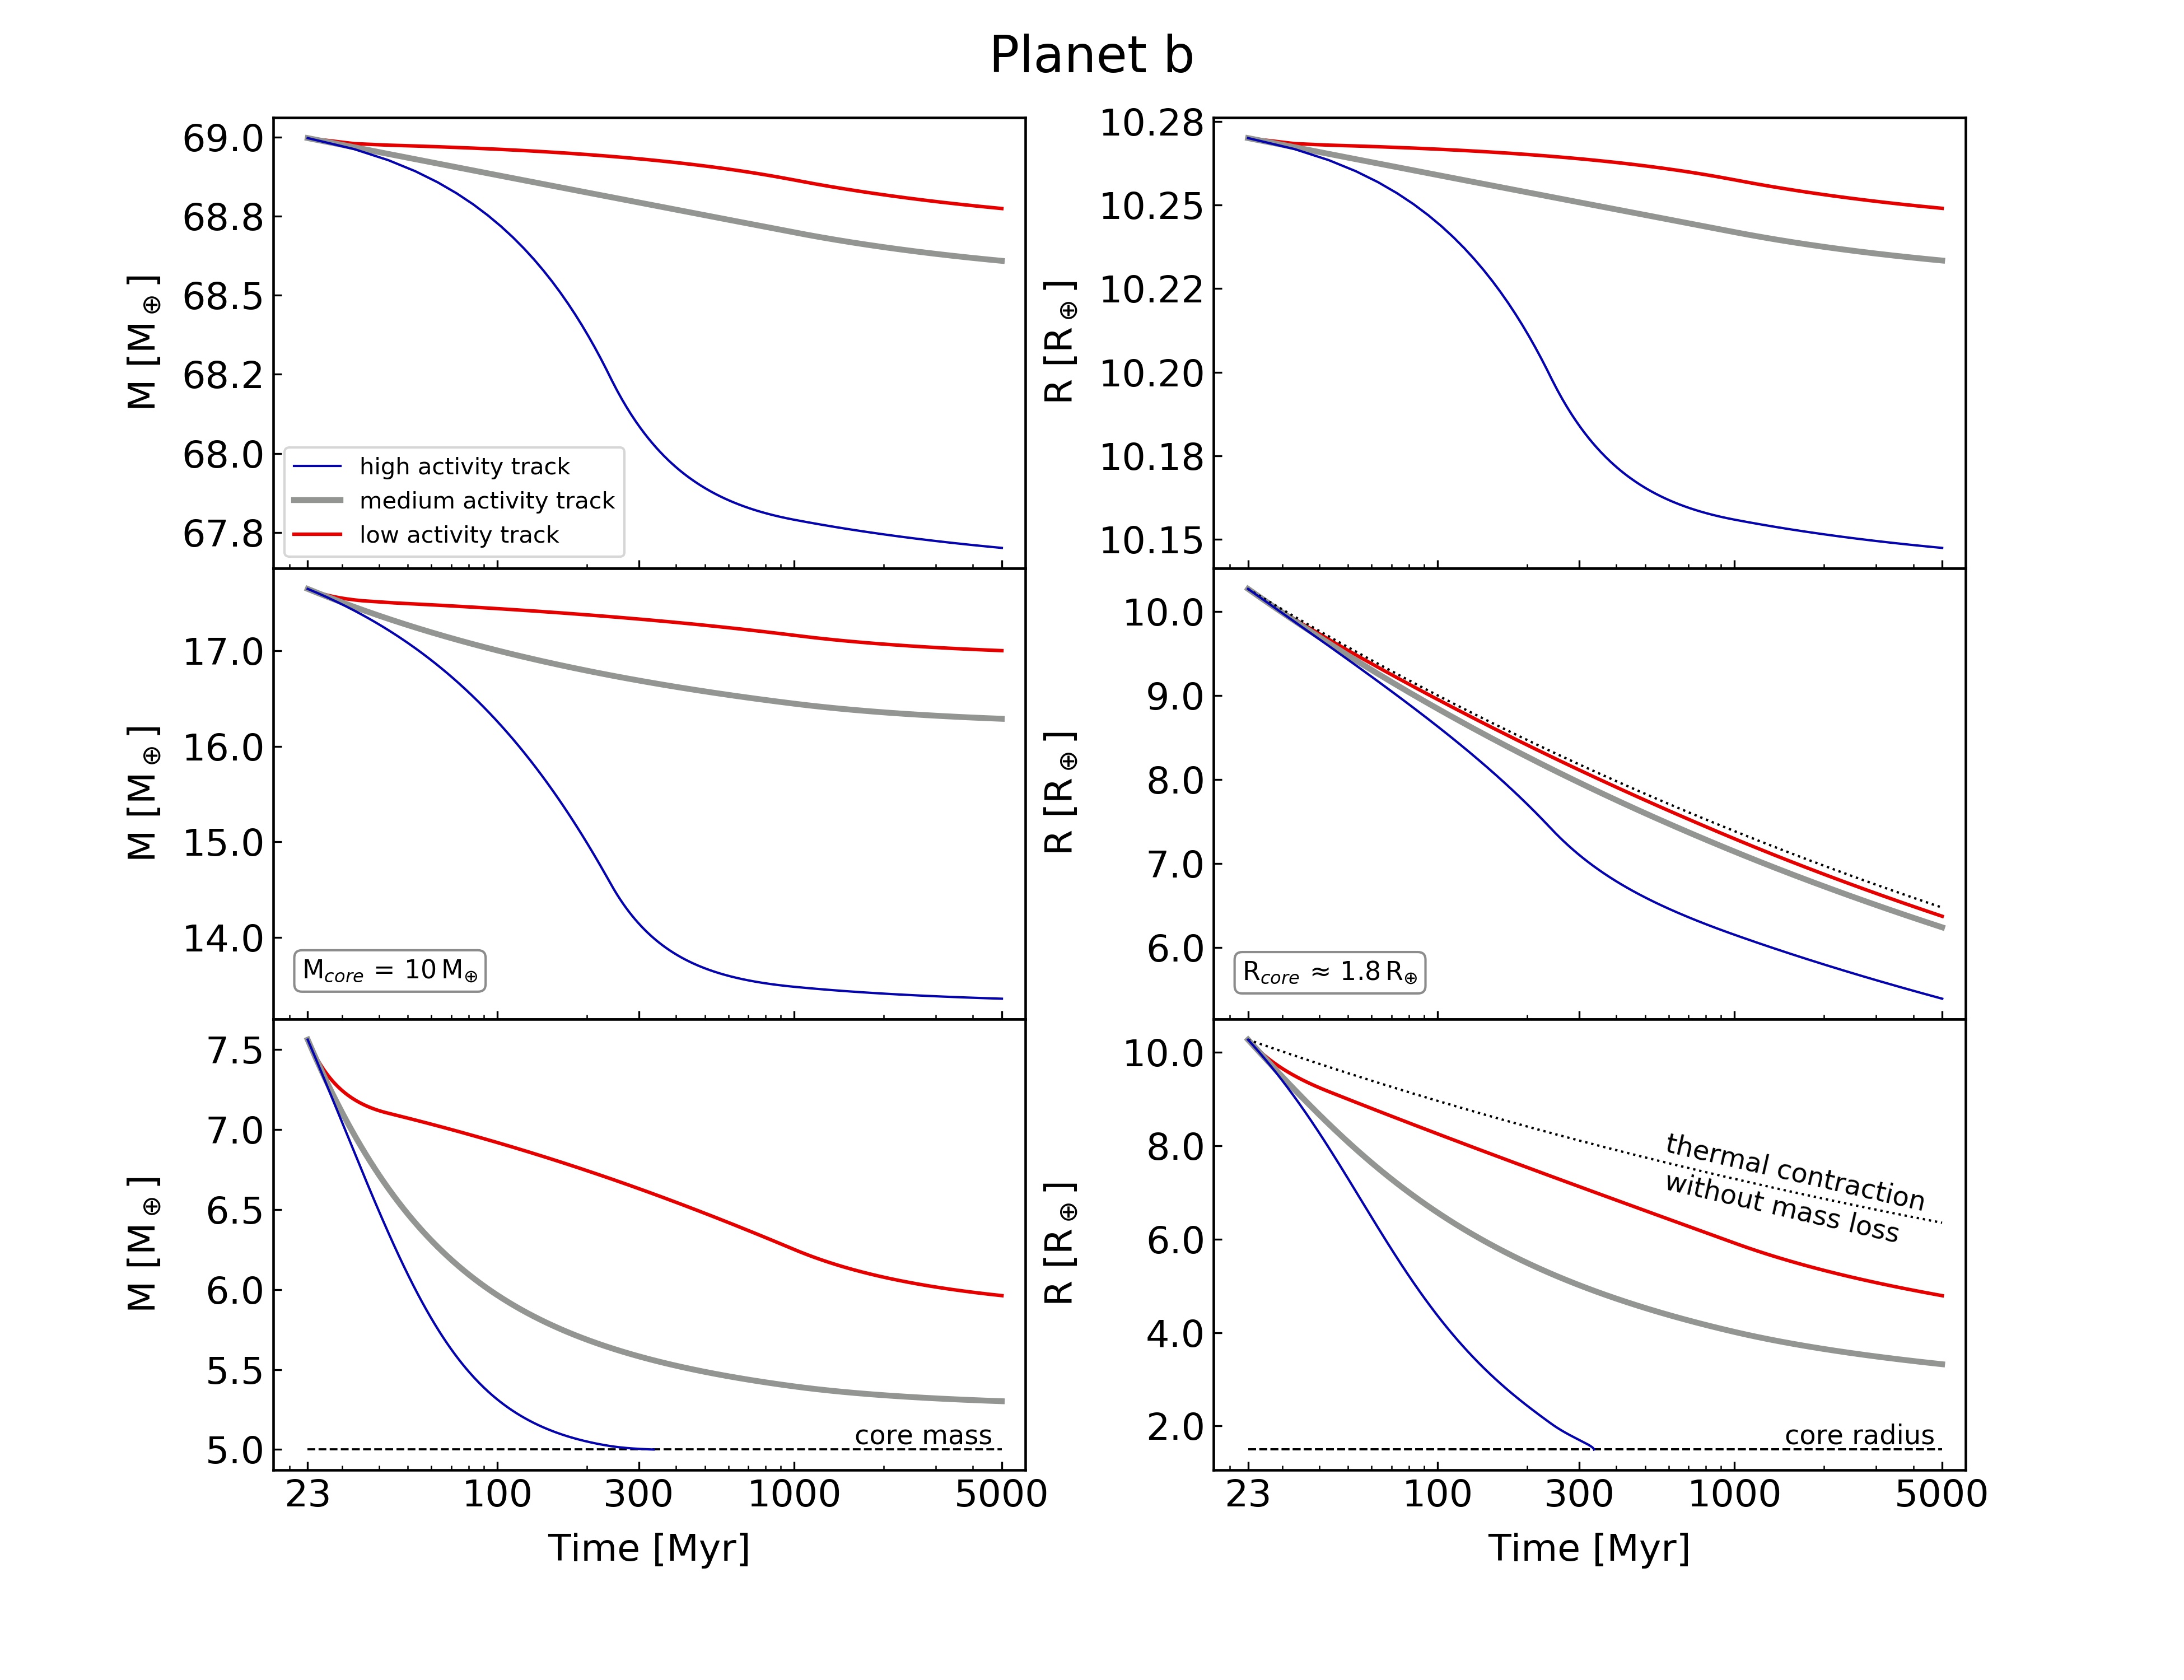 Planet b
69.0
68.8
68.5
68.2
68.0
67.8
M [M⊕]
high activity track
medium activity track
low activity track
10.28
10.25
10.22
10.20
10.18
10.15
R [R⊕]
17.0
16.0
15.0
14.0
M [M⊕]
M_core = 10 M⊕
10.0
9.0
8.0
7.0
6.0
R [R⊕]
R_core ≈ 1.8 R⊕
7.5
7.0
6.5
6.0
5.5
5.0
M [M⊕]
core mass
23 100 300 1000 5000
Time [Myr]
10.0
8.0
6.0
4.0
2.0
R [R⊕]
thermal contraction
without mass loss
core radius
23 100 300 1000 5000
Time [Myr]